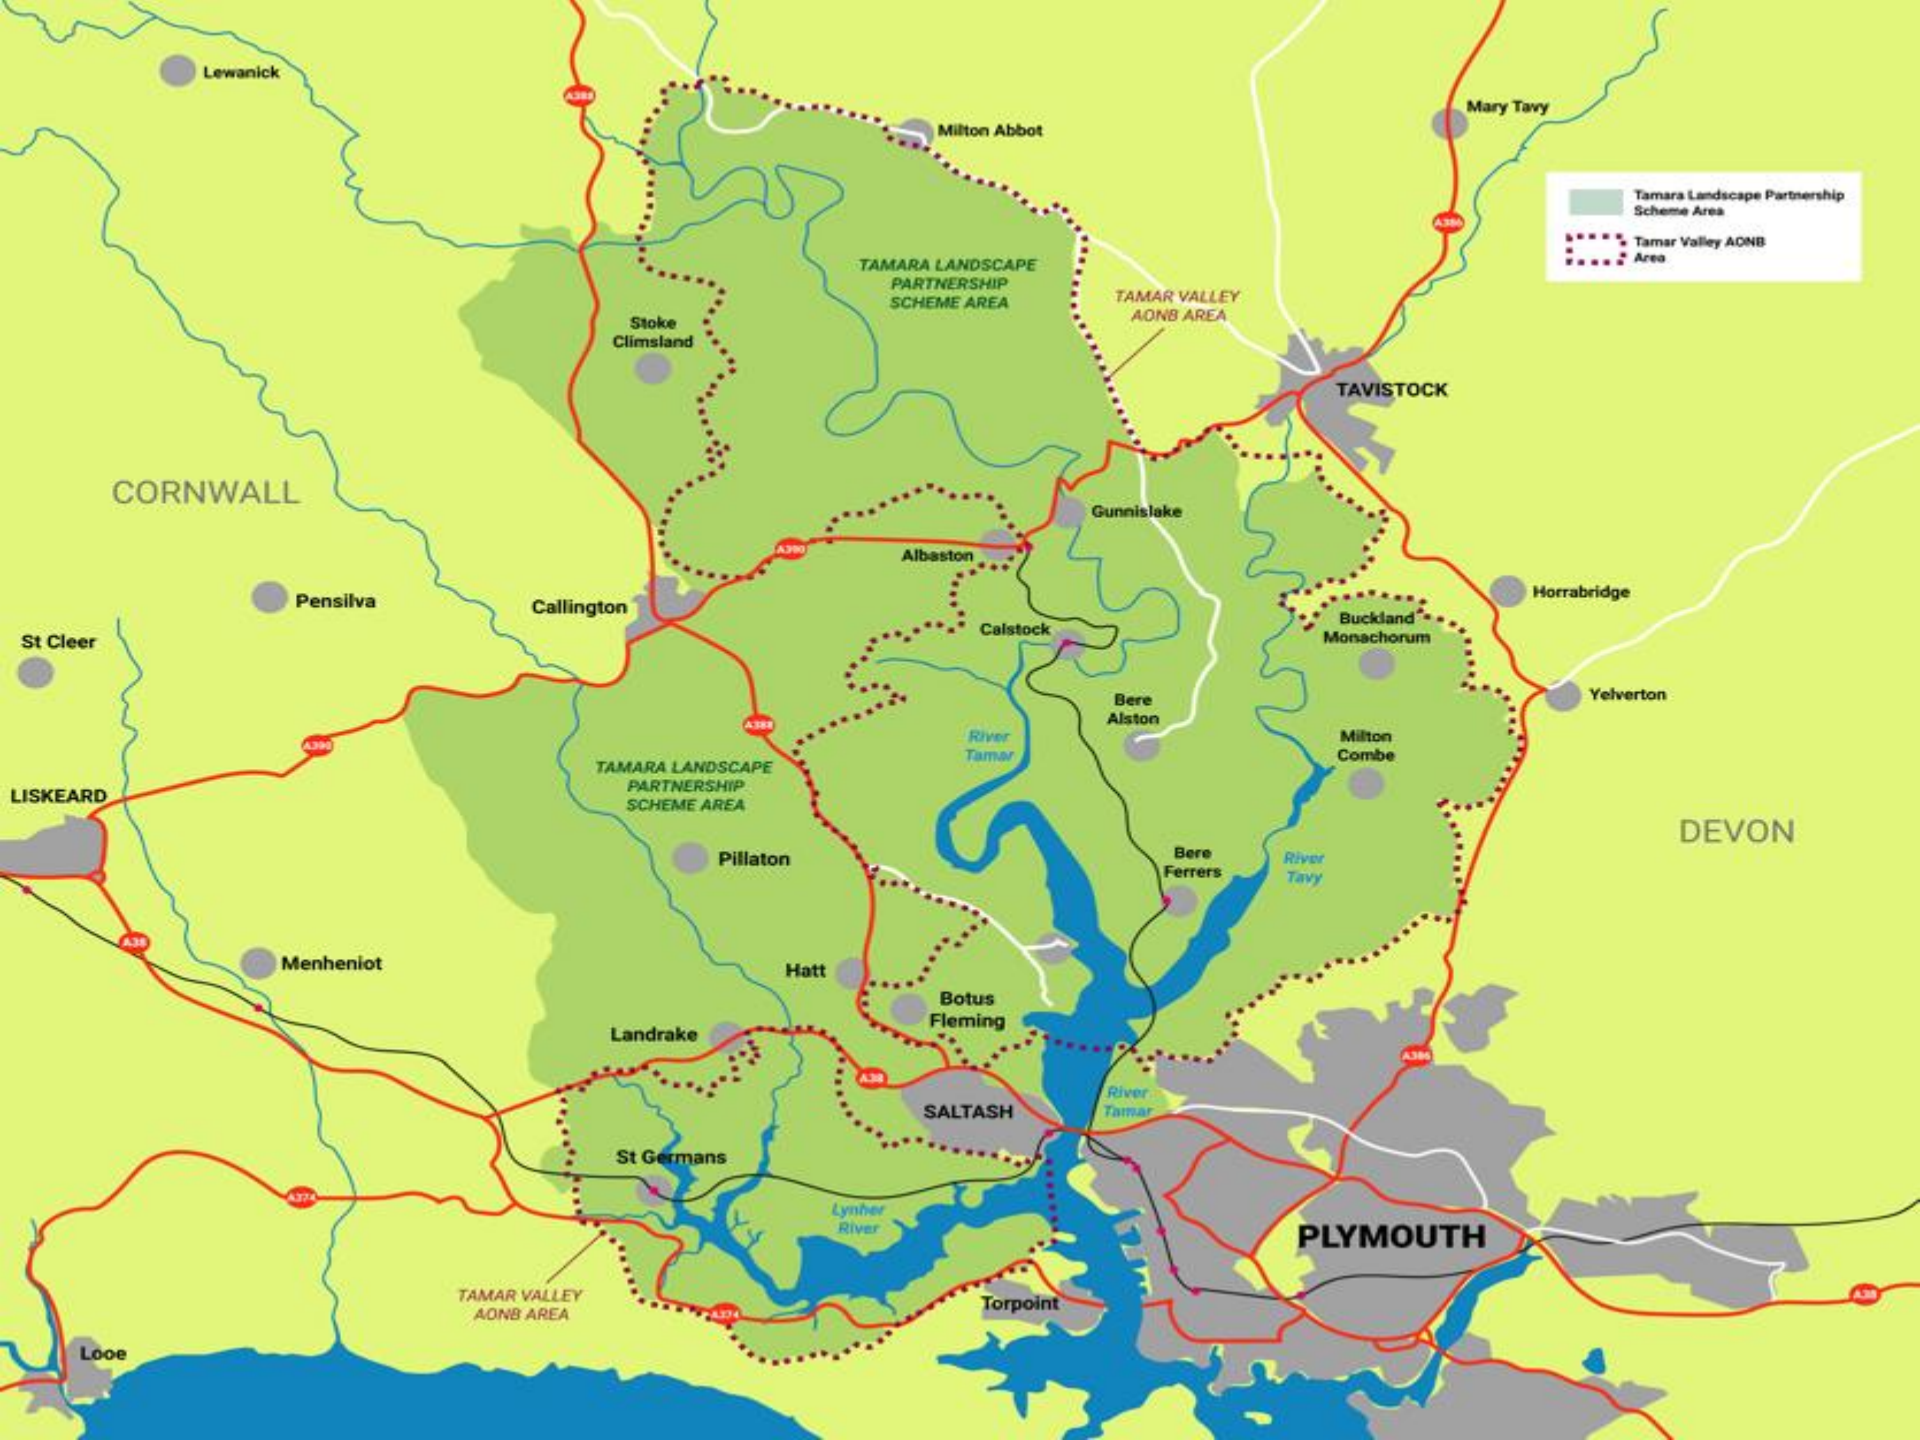 Lewanick
A388
Milton Abbot
Mary Tavy
Tamara Landscape Partnership
Scheme Area
Tamar Valley AONB
Area
A386
TAMARA LANDSCAPE
PARTNERSHIP
SCHEME AREA
TAMAR VALLEY
AONB AREA
Stoke
Climsland
TAVISTOCK
CORNWALL
Gunnislake
A390
Albaston
Horrabridge
Pensilva
Callington
Buckland
Monachorum
St Cleer
Calstock
Yelverton
Bere
Alston
A388
A390
River
Tamar
Milton
Combe
TAMARA LANDSCAPE
PARTNERSHIP
SCHEME AREA
LISKEARD
DEVON
Pillaton
Bere
Ferrers
River
Tavy
A38
Menheniot
Hatt
Botus
Fleming
Landrake
A386
A38
SALTASH
River
Tamar
St Germans
A374
Lynher
River
PLYMOUTH
TAMAR VALLEY
AONB AREA
A374
Torpoint
A38
Looe